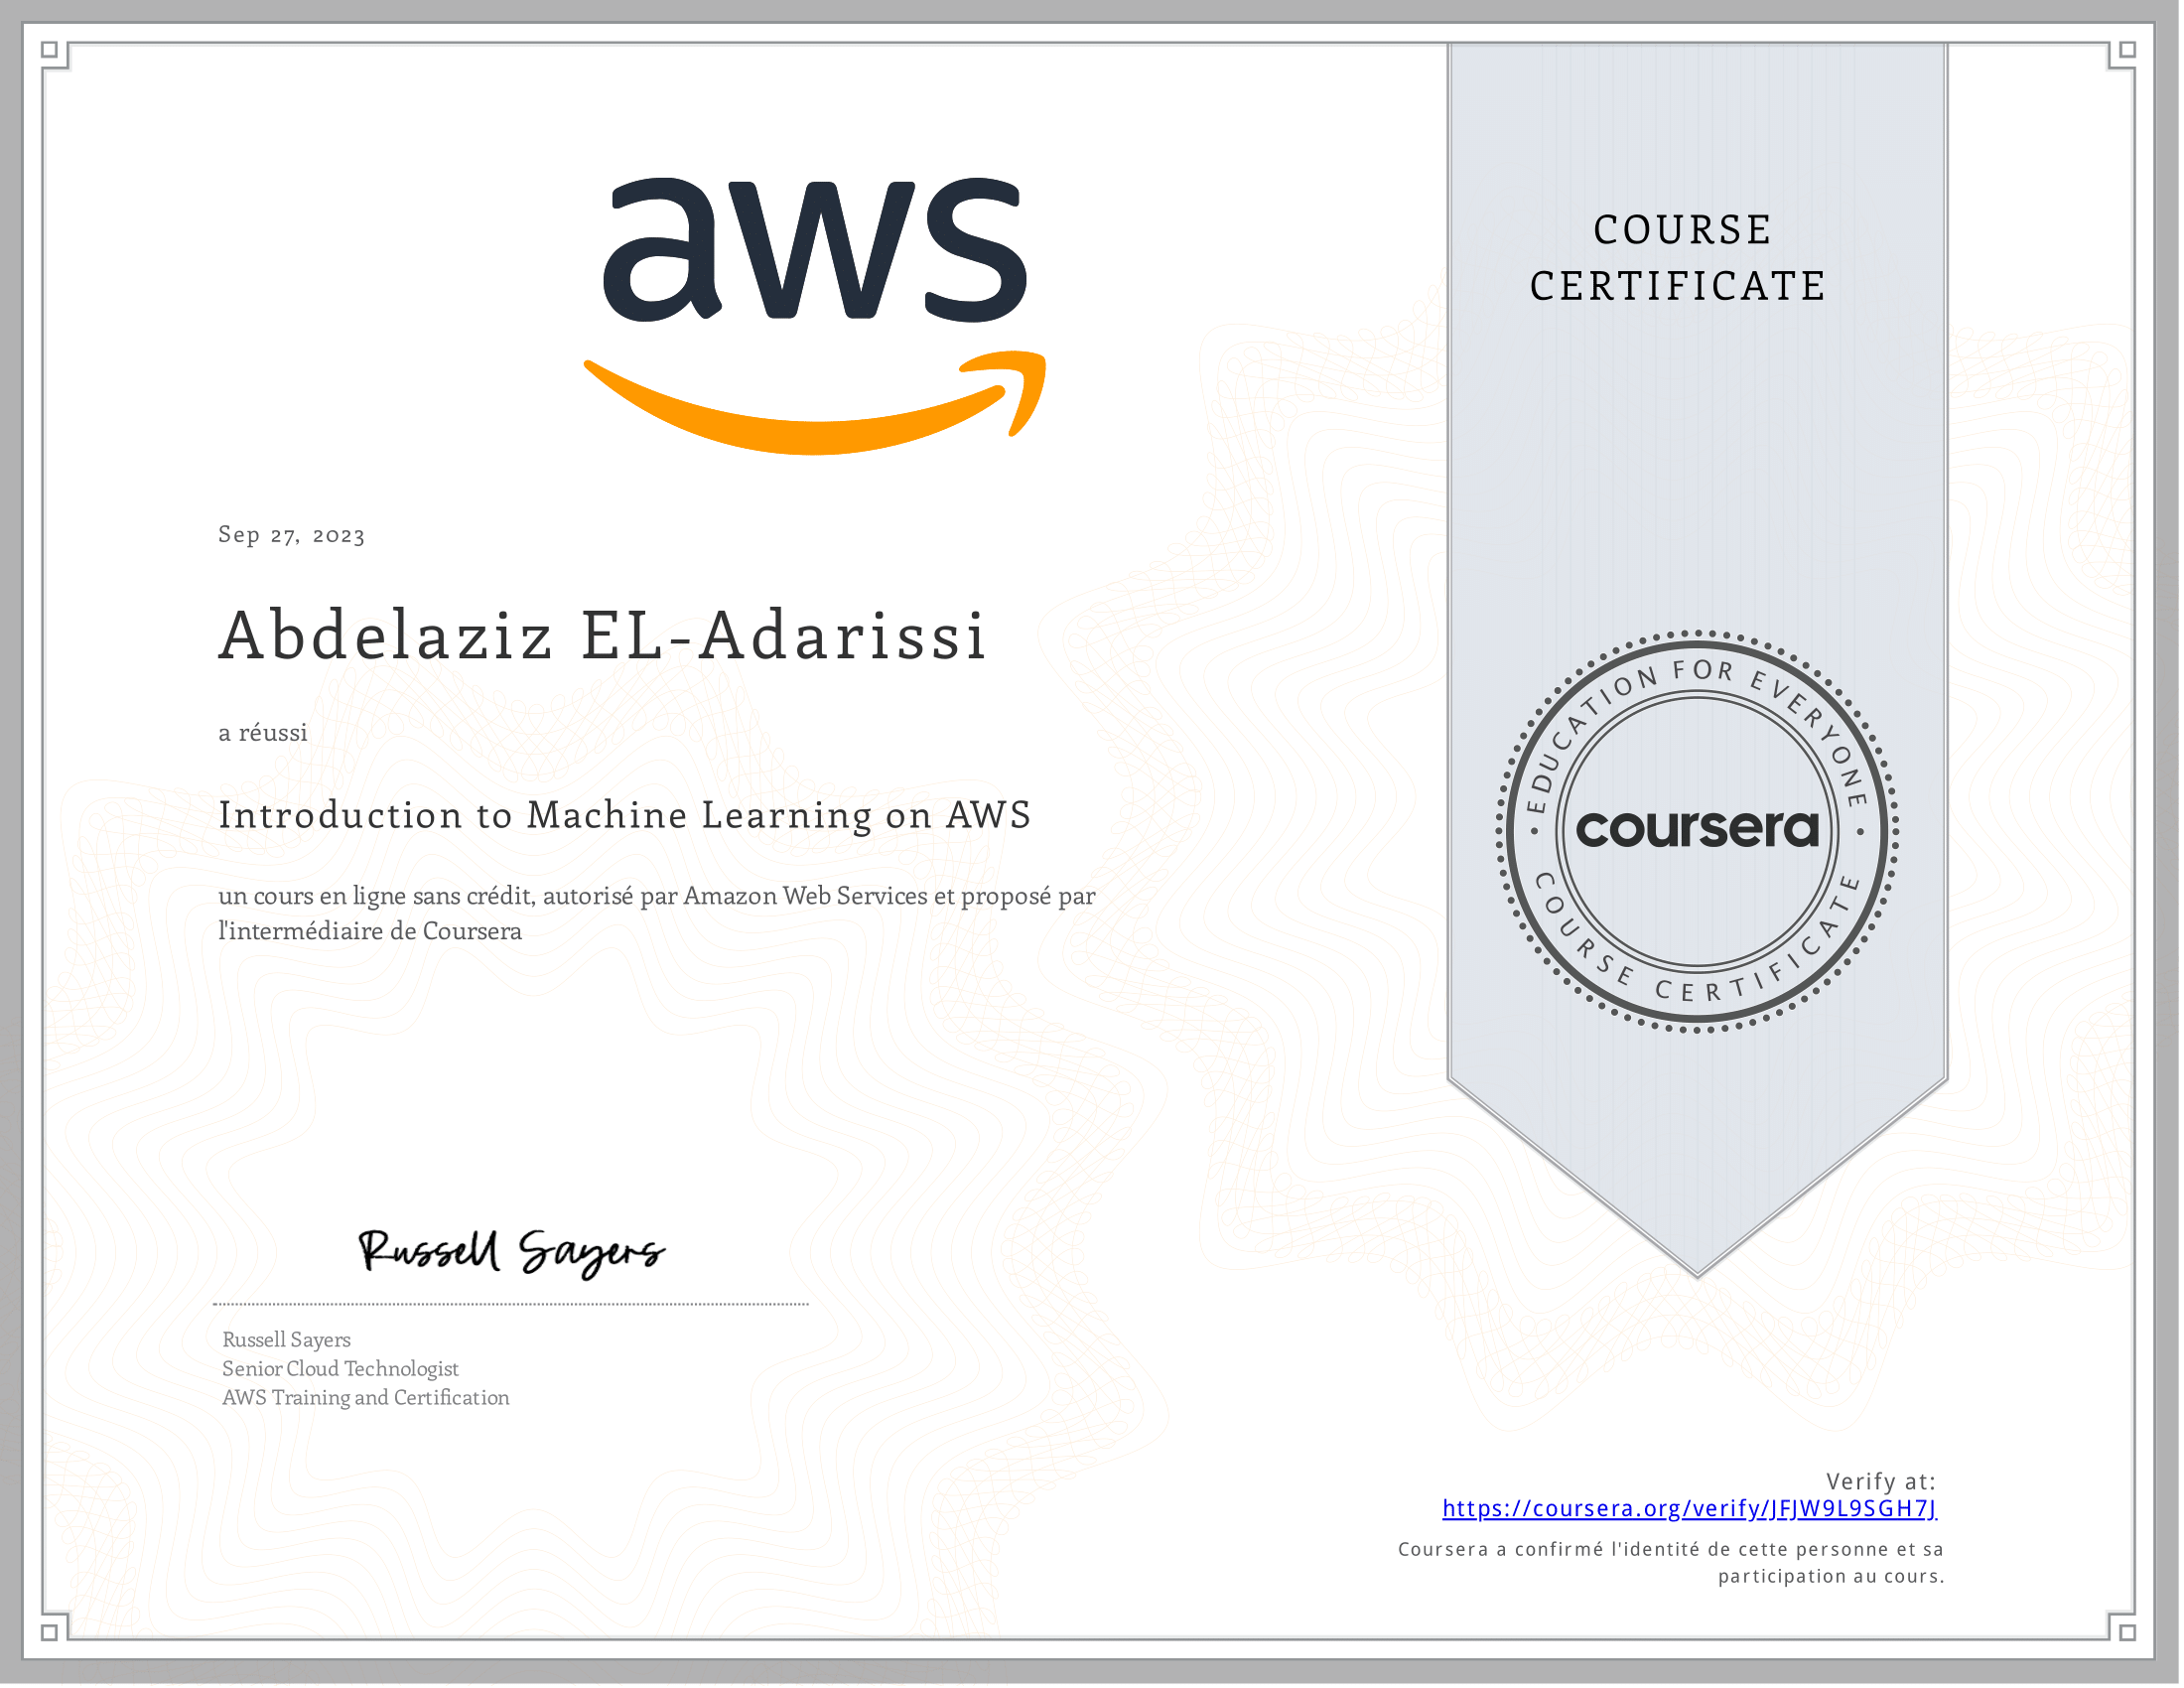 aws
COURSE
CERTIFICATE
Sep 27, 2023
Abdelaziz EL-Adarissi
a réussi
Introduction to Machine Learning on AWS
un cours en ligne sans crédit, autorisé par Amazon Web Services et proposé par
l'intermédiaire de Coursera
EDUCATION FOR EVERYONE
coursera
COURSE CERTIFICATE
Russell Sayers
Russell Sayers
Senior Cloud Technologist
AWS Training and Certification
Verify at:
https://coursera.org/verify/JFJW9L9SGH7J
Coursera a confirmé l'identité de cette personne et sa
participation au cours.